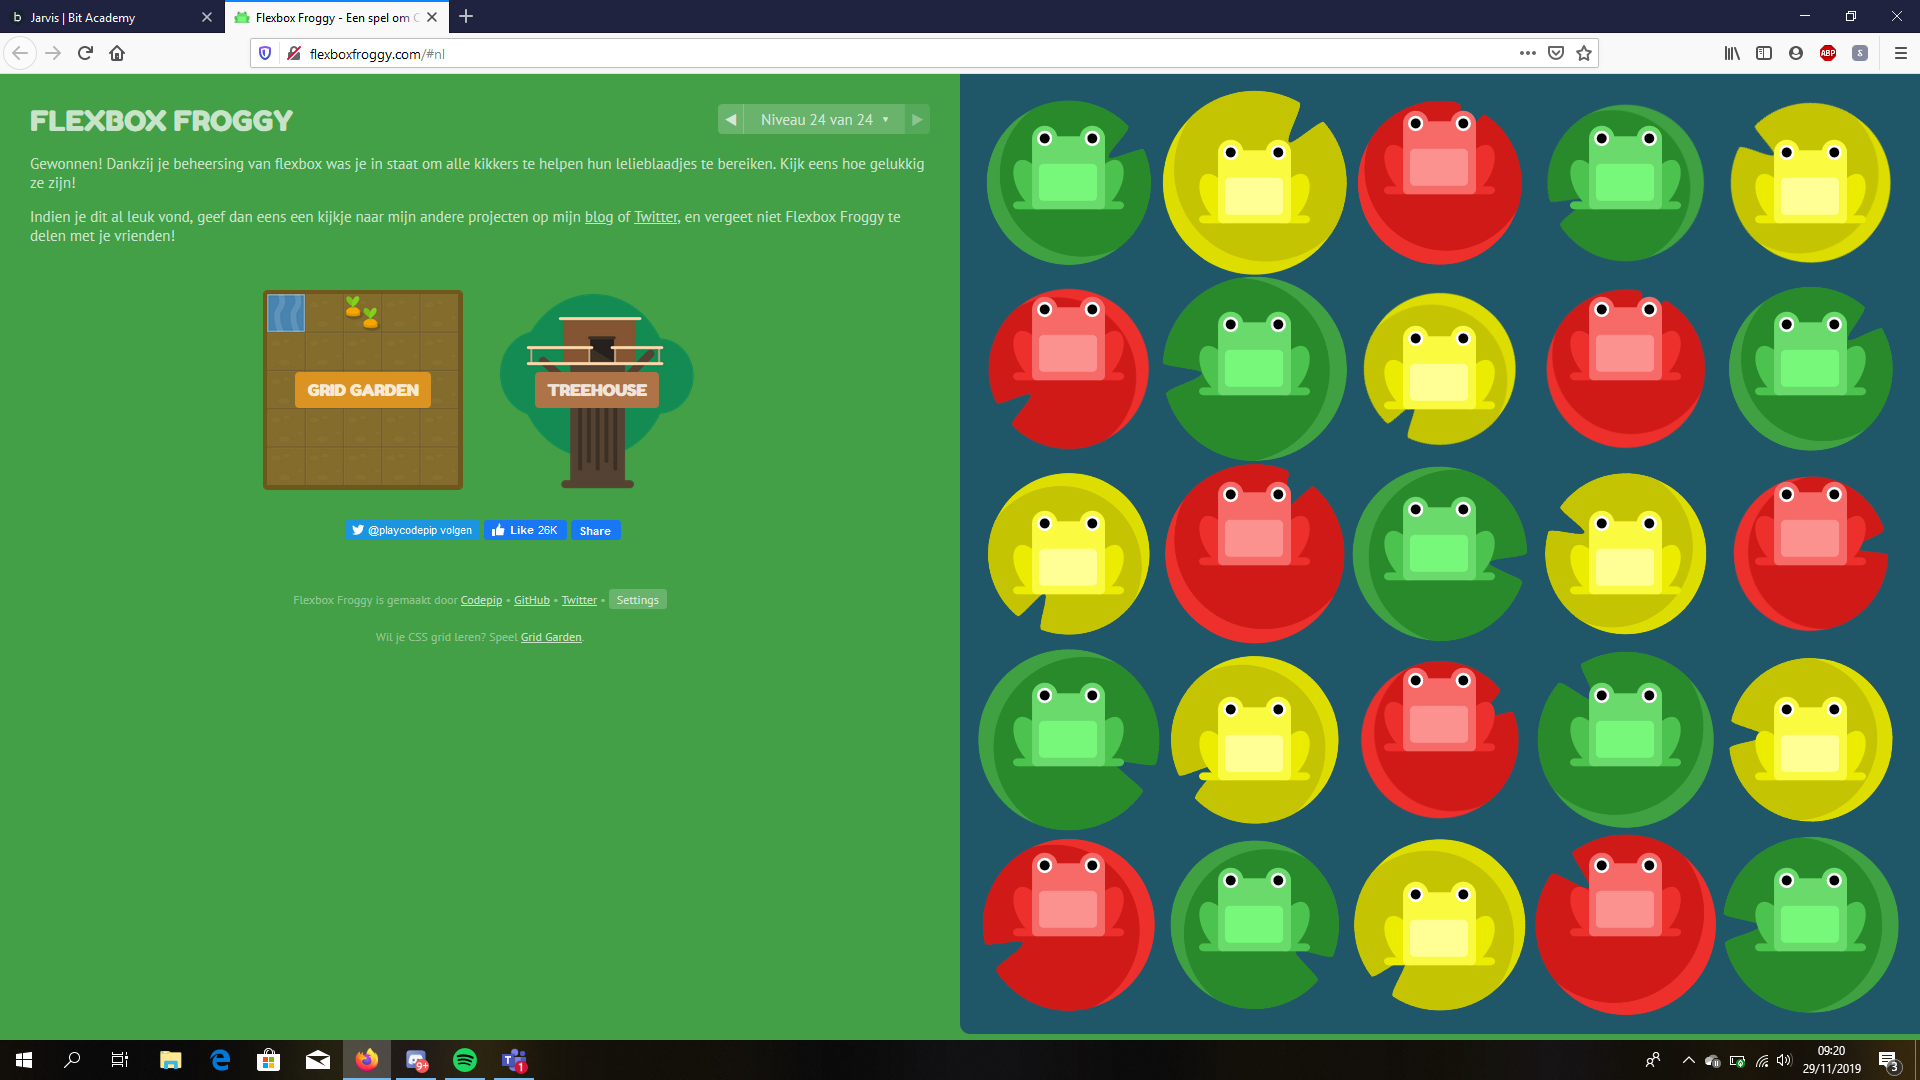 Jarvis | Bit Academy
Flexbox Froggy - Een spel om C
flexboxfroggy.com/#nl
ABP
S
FLEXBOX FROGGY
◀ Niveau 24 van 24 ▼ ▶
Gewonnen! Dankzij je beheersing van flexbox was je in staat om alle kikkers te helpen hun lelieblaadjes te bereiken. Kijk eens hoe gelukkig
ze zijn!
Indien je dit al leuk vond, geef dan eens een kijkje naar mijn andere projecten op mijn blog of Twitter, en vergeet niet Flexbox Froggy te
delen met je vrienden!
GRID GARDEN
TREEHOUSE
@playcodepip volgen
Like 26K
Share
Flexbox Froggy is gemaakt door Codepip • GitHub • Twitter • Settings
Wil je CSS grid leren? Speel Grid Garden.
9+
T
1
09:20
29/11/2019
3